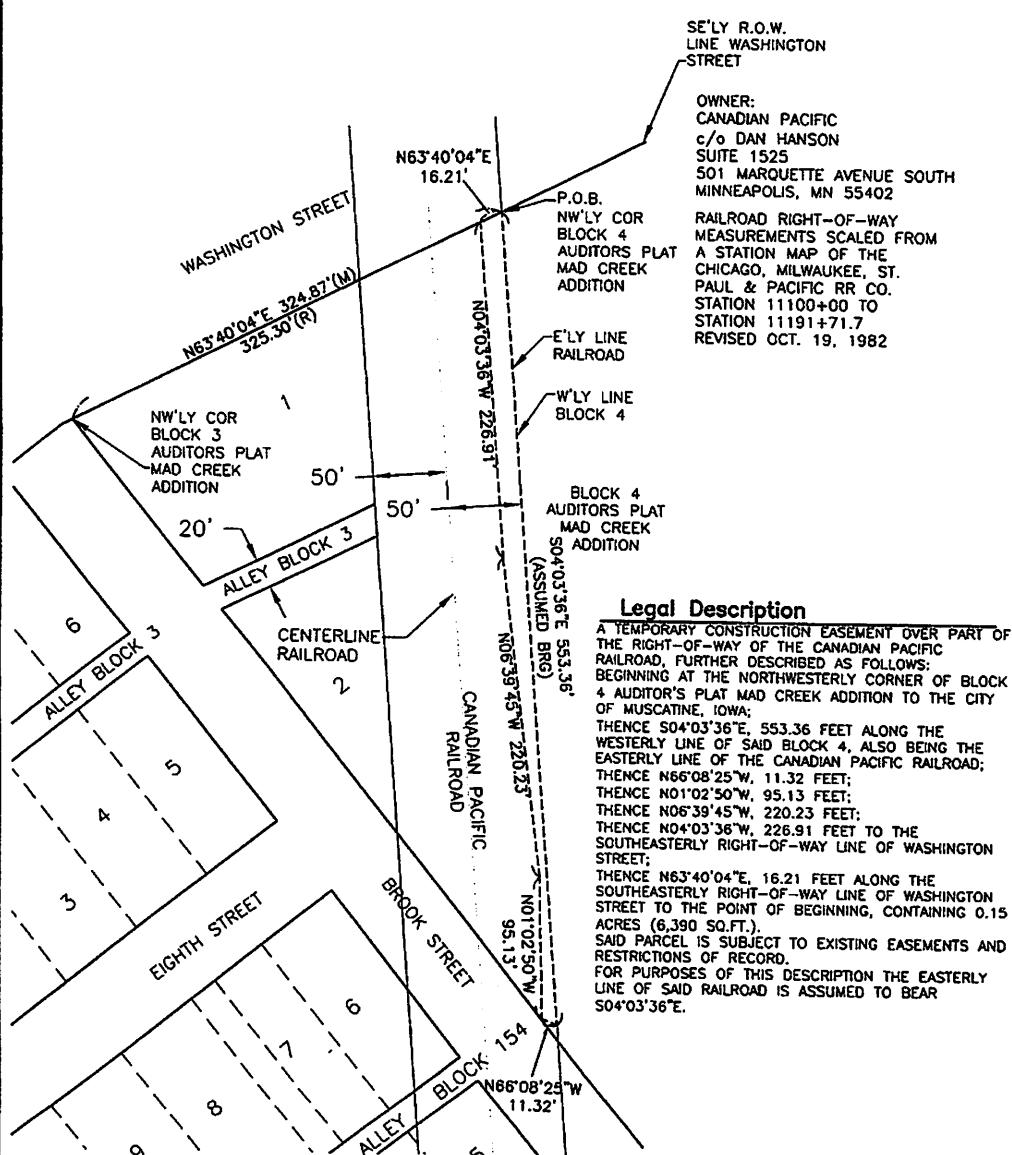 SE'LY R.O.W.
LINE WASHINGTON
STREET
OWNER:
CANADIAN PACIFIC
c/o DAN HANSON
SUITE 1525
501 MARQUETTE AVENUE SOUTH
MINNEAPOLIS, MN 55402
RAILROAD RIGHT-OF-WAY
MEASUREMENTS SCALED FROM
A STATION MAP OF THE
CHICAGO, MILWAUKEE, ST.
PAUL & PACIFIC RR CO.
STATION 11100+00 TO
STATION 11191+71.7
REVISED OCT. 19, 1982
N63°40'04"E
16.21'
P.O.B.
NW'LY COR
BLOCK 4
AUDITORS PLAT
MAD CREEK
ADDITION
WASHINGTON STREET
N63°40'04"E 324.87'(M)
325.30'(R)
N04°03'36"W 226.91'
E'LY LINE
RAILROAD
W'LY LINE
BLOCK 4
1
NW'LY COR
BLOCK 3
AUDITORS PLAT
MAD CREEK
ADDITION
50'
50'
20'
ALLEY BLOCK 3
BLOCK 4
AUDITORS PLAT
MAD CREEK
ADDITION
S04°03'36"E 553.36'
(ASSUMED BRG)
CENTERLINE
RAILROAD
2
6
ALLEY BLOCK 3
5
4
3
N06°39'45"W 220.23'
CANADIAN PACIFIC
RAILROAD
Legal Description
A TEMPORARY CONSTRUCTION EASEMENT OVER PART OF
THE RIGHT-OF-WAY OF THE CANADIAN PACIFIC
RAILROAD, FURTHER DESCRIBED AS FOLLOWS:
BEGINNING AT THE NORTHWESTERLY CORNER OF BLOCK
4 AUDITOR'S PLAT MAD CREEK ADDITION TO THE CITY
OF MUSCATINE, IOWA;
THENCE S04°03'36"E, 553.36 FEET ALONG THE
WESTERLY LINE OF SAID BLOCK 4, ALSO BEING THE
EASTERLY LINE OF THE CANADIAN PACIFIC RAILROAD;
THENCE N66°08'25"W, 11.32 FEET;
THENCE N01°02'50"W, 95.13 FEET;
THENCE N06°39'45"W, 220.23 FEET;
THENCE N04°03'36"W, 226.91 FEET TO THE
SOUTHEASTERLY RIGHT-OF-WAY LINE OF WASHINGTON
STREET;
THENCE N63°40'04"E, 16.21 FEET ALONG THE
SOUTHEASTERLY RIGHT-OF-WAY LINE OF WASHINGTON
STREET TO THE POINT OF BEGINNING, CONTAINING 0.15
ACRES (6,390 SQ.FT.).
SAID PARCEL IS SUBJECT TO EXISTING EASEMENTS AND
RESTRICTIONS OF RECORD.
FOR PURPOSES OF THIS DESCRIPTION THE EASTERLY
LINE OF SAID RAILROAD IS ASSUMED TO BEAR
S04°03'36"E.
EIGHTH STREET
BROOK STREET
N01°02'50"W
95.13'
6
7
8
9
ALLEY BLOCK 154
5
N66°08'25"W
11.32'